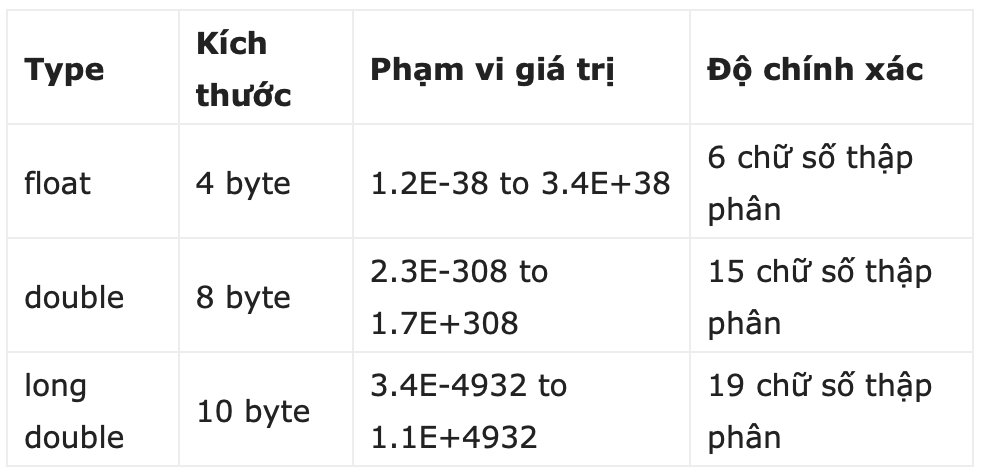 Type
Kích
thước
Phạm vi giá trị
Độ chính xác
float
4 byte
1.2E-38 to 3.4E+38
6 chữ số thập
phân
double
8 byte
2.3E-308 to
1.7E+308
15 chữ số thập
phân
long
double
10 byte
3.4E-4932 to
1.1E+4932
19 chữ số thập
phân